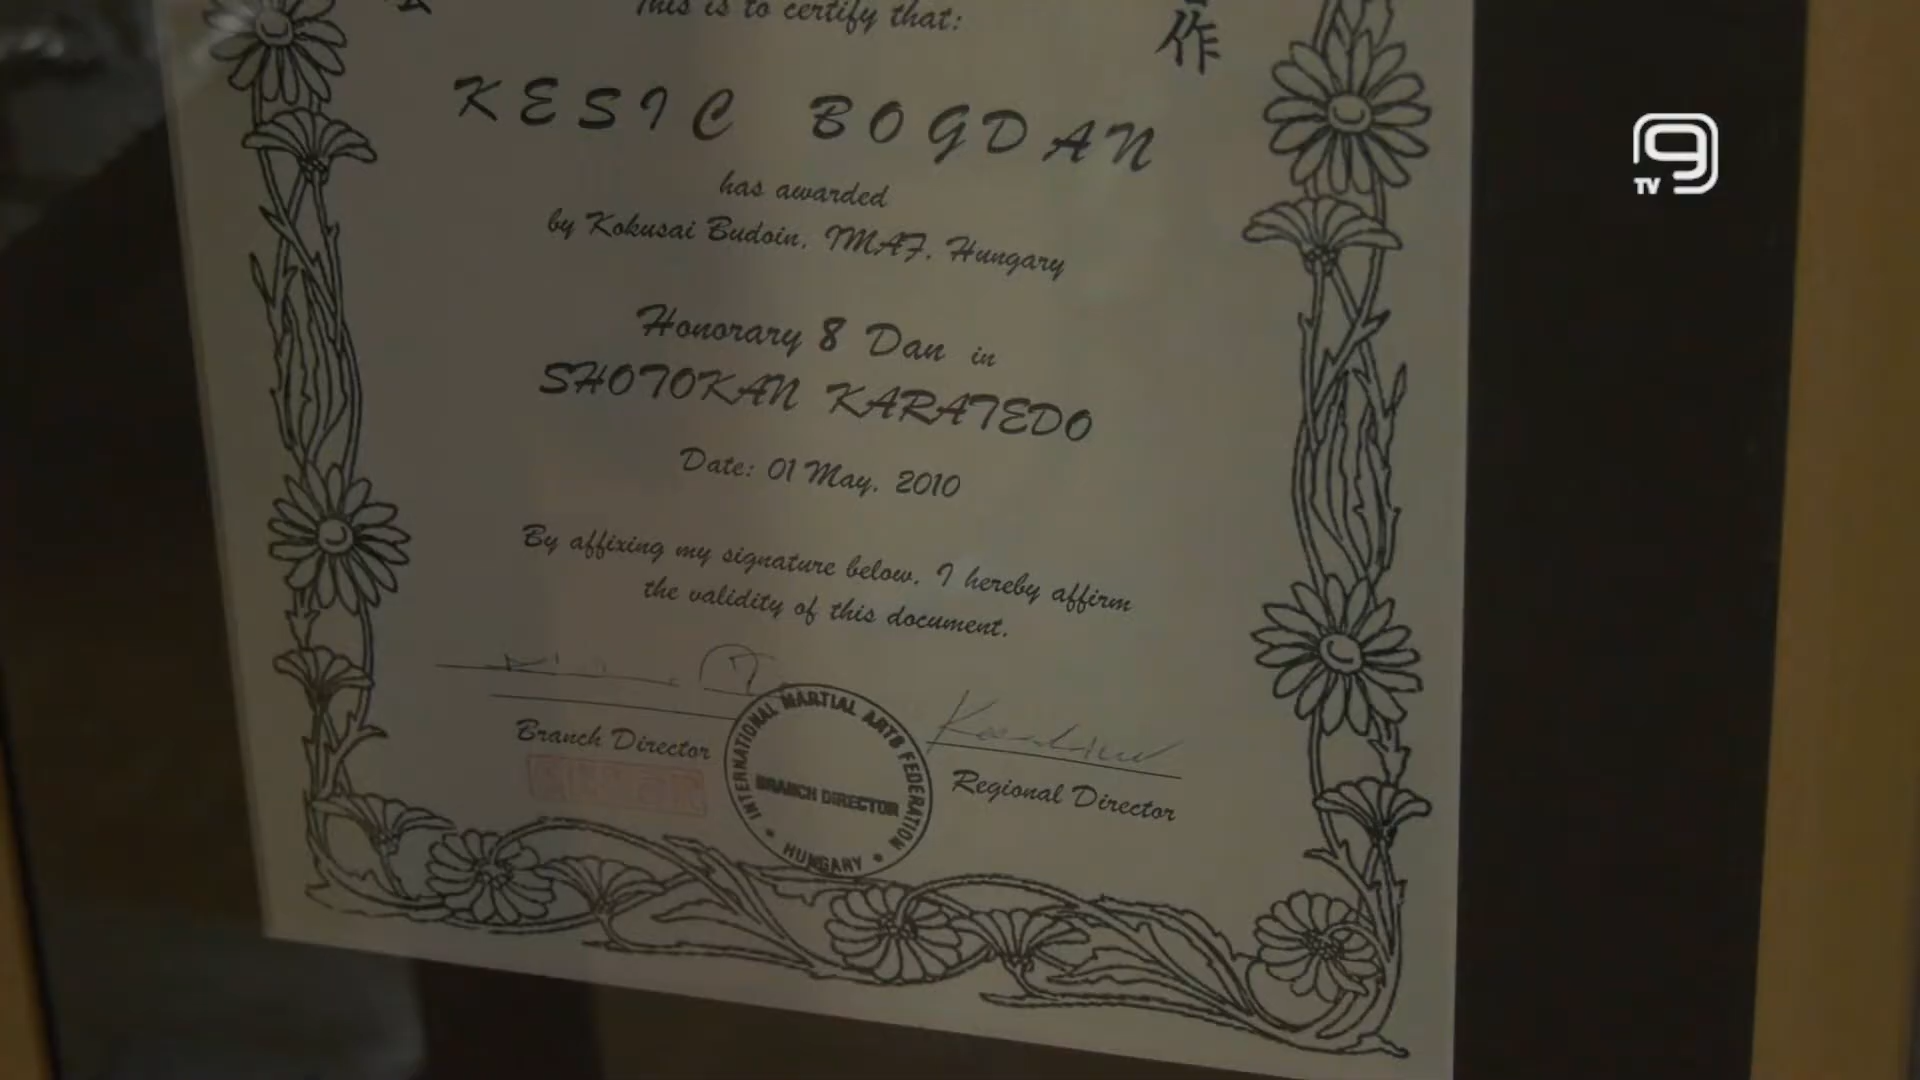 This is to certify that:
作
KESIC BOGDAN
has awarded
by Kokusai Budoin, IMAF, Hungary
Honorary 8 Dan in
SHOTOKAN KARATEDO
Date: 01 May. 2010
By affixing my signature below, I hereby affirm
the validity of this document.
Branch Director
Regional Director
INTERNATIONAL MARTIAL ARTS FEDERATION
BRANCH DIRECTOR
• HUNGARY •
9
TV